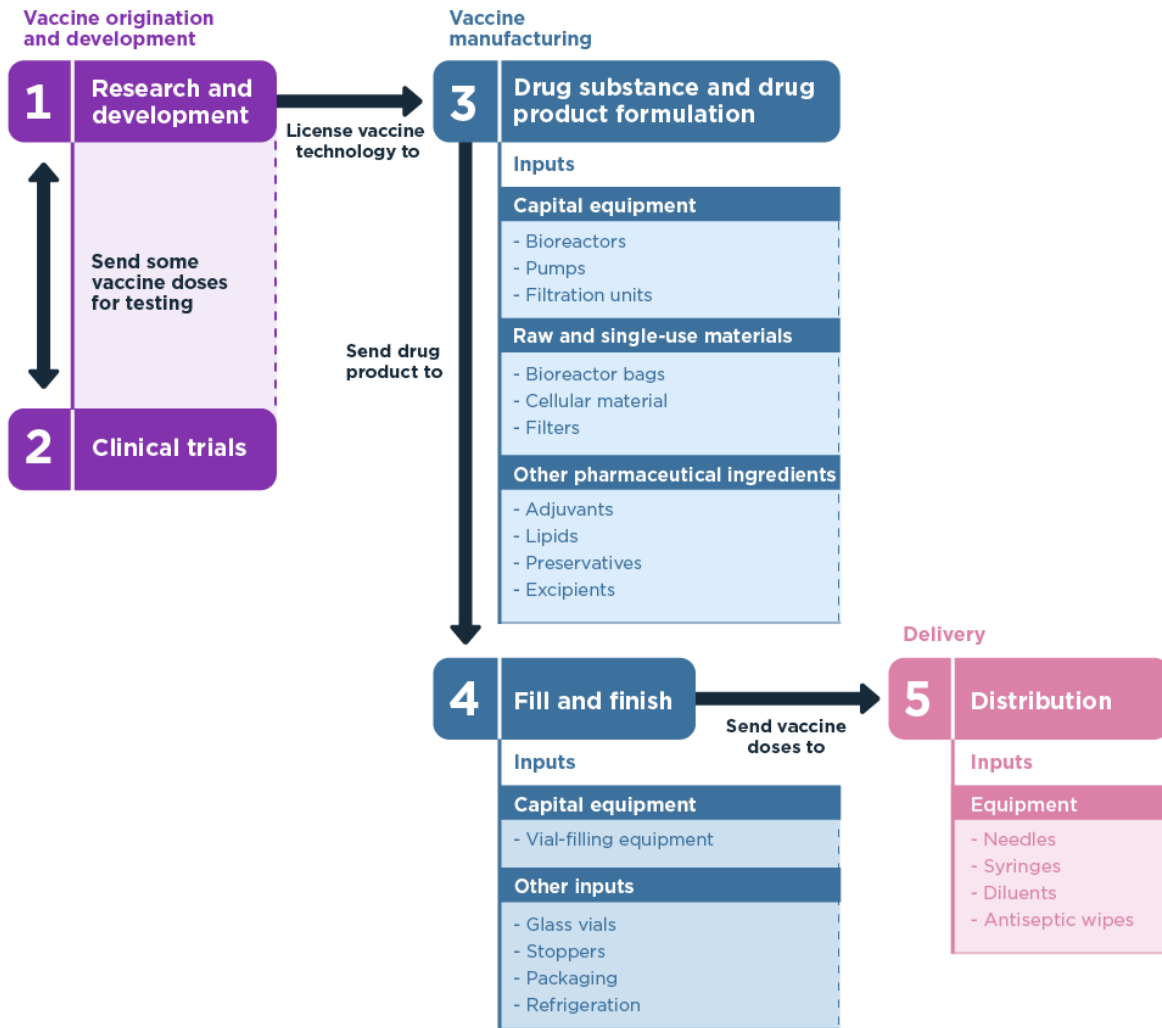 Vaccine origination
and development
1
Research and
development
License vaccine
technology to
Send some
vaccine doses
for testing
2
Clinical trials
Vaccine
manufacturing
3
Drug substance and drug
product formulation
Inputs
Capital equipment
- Bioreactors
- Pumps
- Filtration units
Raw and single-use materials
- Bioreactor bags
- Cellular material
- Filters
Other pharmaceutical ingredients
- Adjuvants
- Lipids
- Preservatives
- Excipients
Send drug
product to
4
Fill and finish
Inputs
Capital equipment
- Vial-filling equipment
Other inputs
- Glass vials
- Stoppers
- Packaging
- Refrigeration
Send vaccine
doses to
Delivery
5
Distribution
Inputs
Equipment
- Needles
- Syringes
- Diluents
- Antiseptic wipes